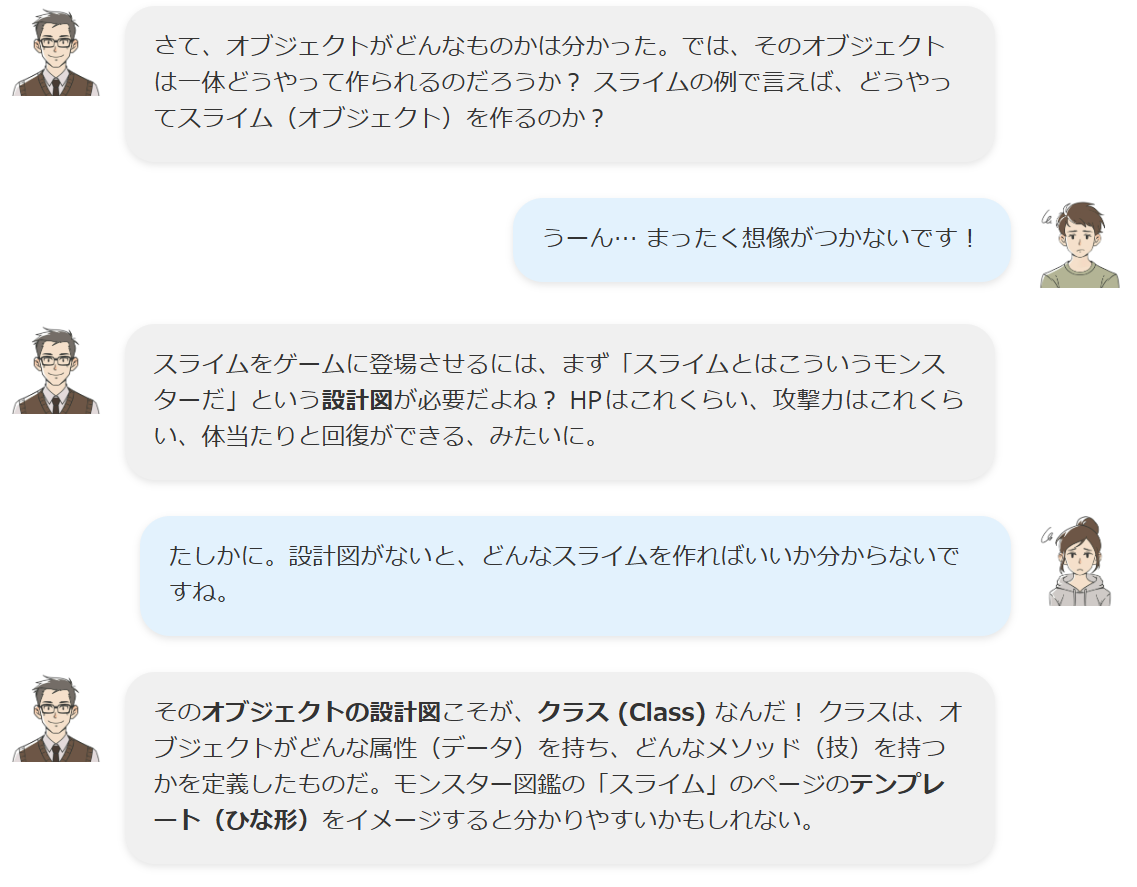 さて、オブジェクトがどんなものかは分かった。では、そのオブジェクト
は一体どうやって作られるのだろうか？ スライムの例で言えば、どうやっ
てスライム（オブジェクト）を作るのか？
うーん… まったく想像がつかないです！
スライムをゲームに登場させるには、まず「スライムとはこういうモンス
ターだ」という設計図が必要だよね？ HPはこれくらい、攻撃力はこれくら
い、体当たりと回復ができる、みたいに。
たしかに。設計図がないと、どんなスライムを作ればいいか分からないで
すね。
そのオブジェクトの設計図こそが、クラス (Class) なんだ！ クラスは、オ
ブジェクトがどんな属性（データ）を持ち、どんなメソッド（技）を持つ
かを定義したものだ。モンスター図鑑の「スライム」のページのテンプレ
ート（ひな形）をイメージすると分かりやすいかもしれない。